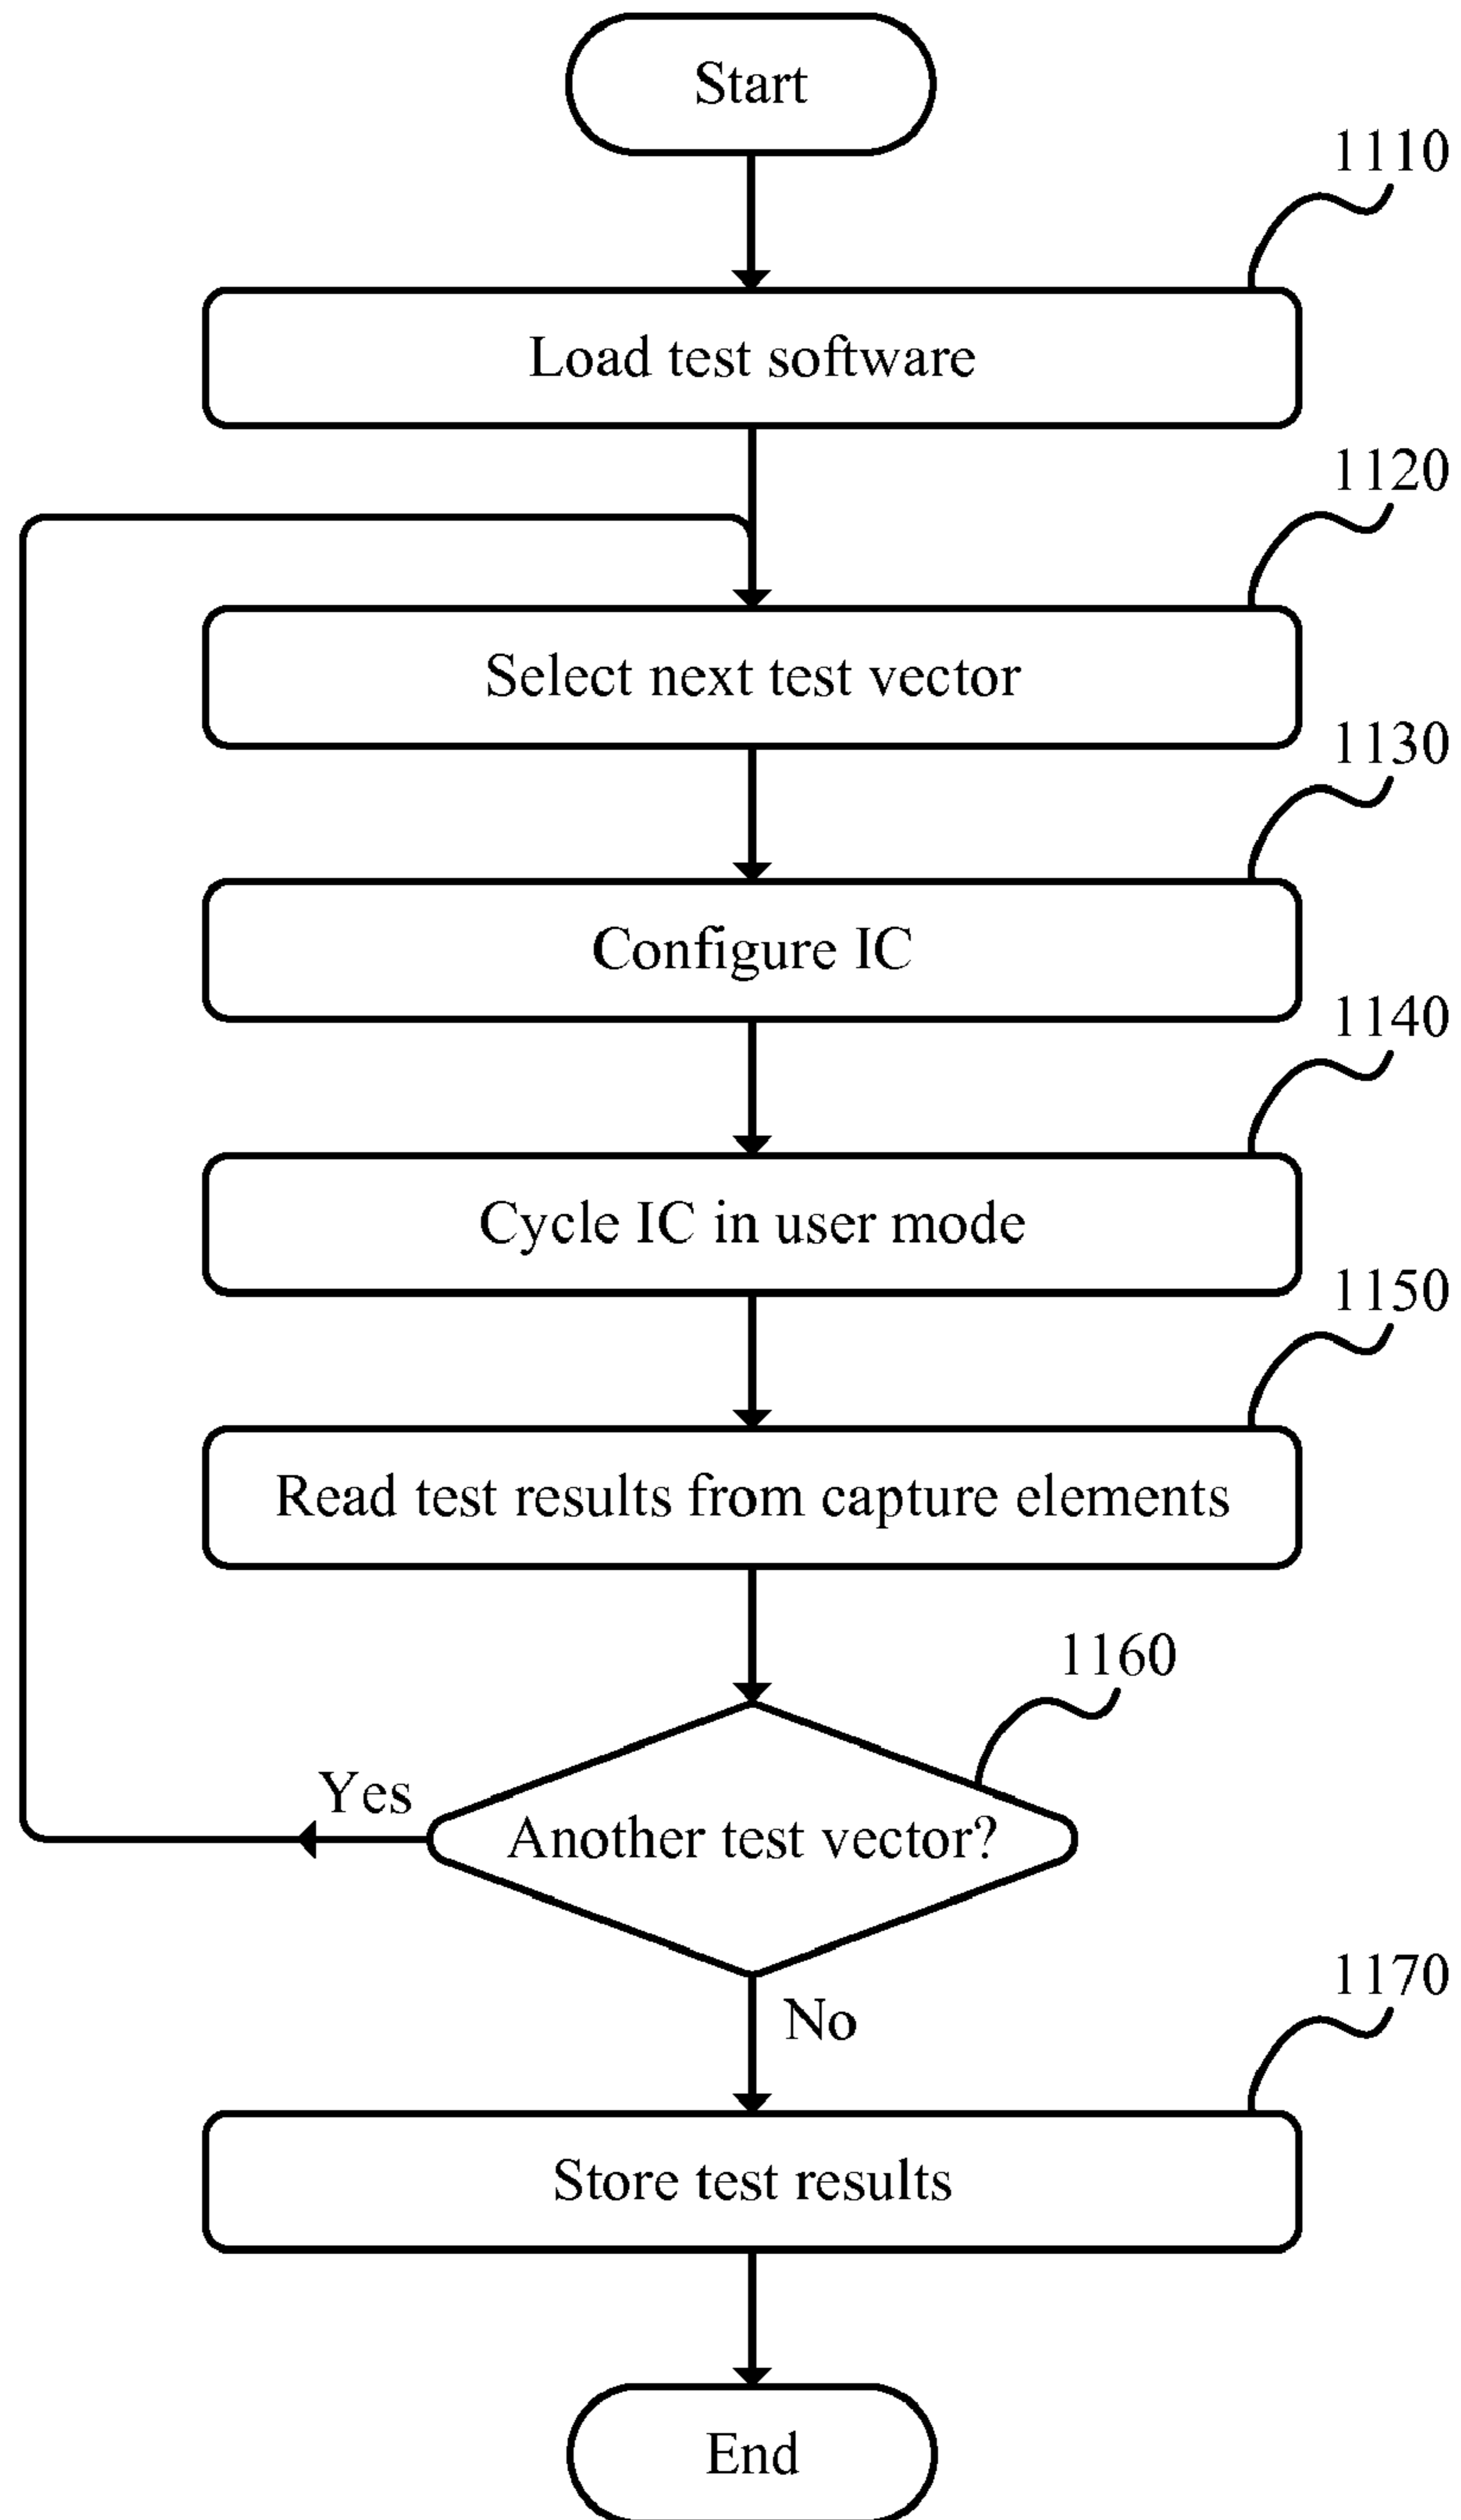 Start
1110
Load test software
1120
Select next test vector
1130
Configure IC
1140
Cycle IC in user mode
1150
Read test results from capture elements
1160
Yes
Another test vector?
No
1170
Store test results
End